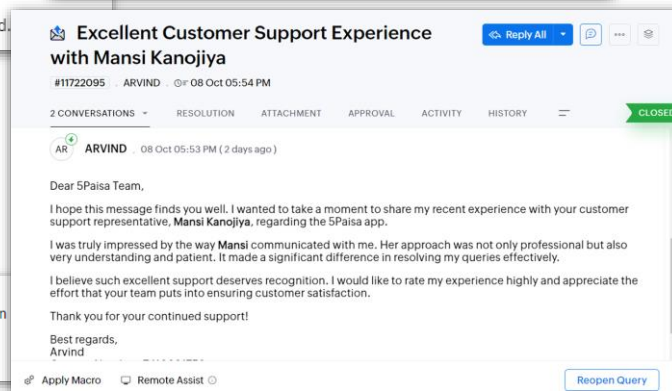 d.
Excellent Customer Support Experience
with Mansi Kanojiya
Reply All
#11722095 . ARVIND . 08 Oct 05:54 PM
2 CONVERSATIONS RESOLUTION ATTACHMENT APPROVAL ACTIVITY HISTORY CLOSED
AR ARVIND . 08 Oct 05:53 PM ( 2 days ago )
Dear 5Paisa Team,
I hope this message finds you well. I wanted to take a moment to share my recent experience with your customer
support representative, Mansi Kanojiya, regarding the 5Paisa app.
I was truly impressed by the way Mansi communicated with me. Her approach was not only professional but also
very understanding and patient. It made a significant difference in resolving my queries effectively.
I believe such excellent support deserves recognition. I would like to rate my experience highly and appreciate the
effort that your team puts into ensuring customer satisfaction.
Thank you for your continued support!
Best regards,
Arvind
Apply Macro Remote Assist Reopen Query